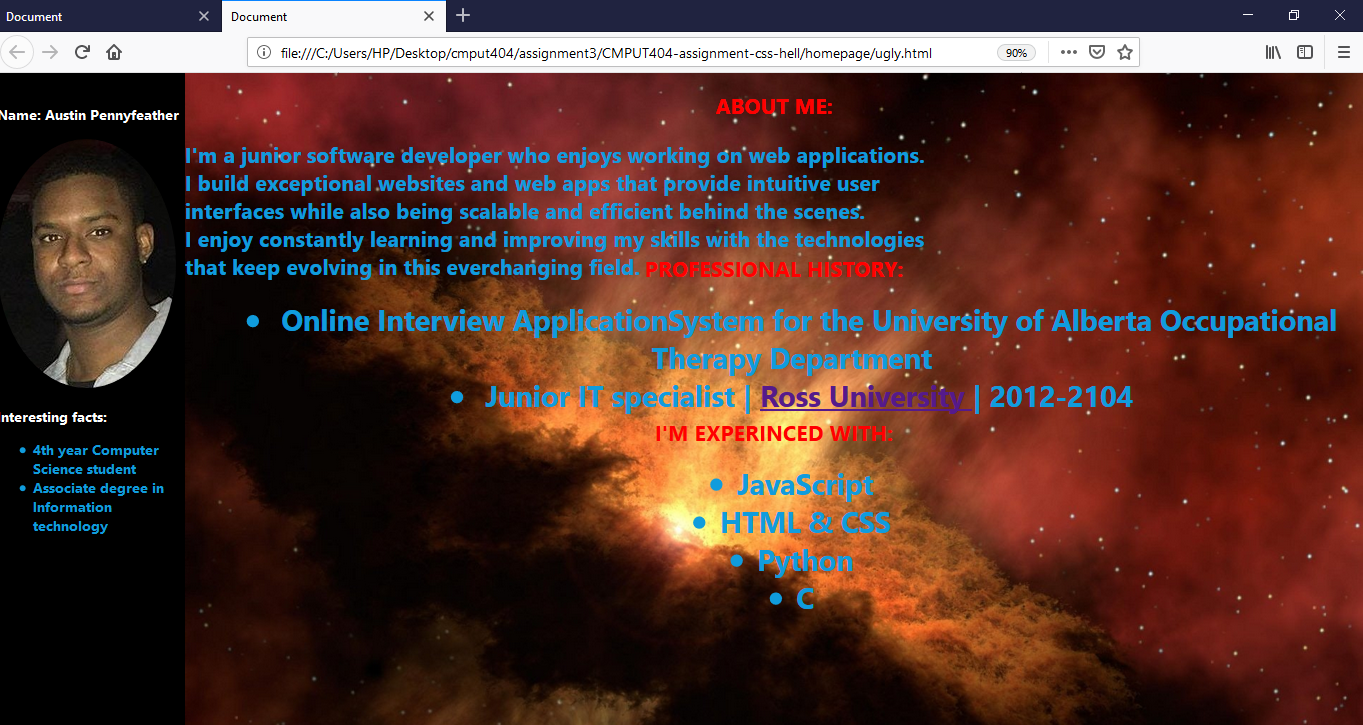 Document
Document
file:///C:/Users/HP/Desktop/cmput404/assignment3/CMPUT404-assignment-css-hell/homepage/ugly.html
90%
Name: Austin Pennyfeather
Interesting facts:
4th year Computer
Science student
Associate degree in
Information
technology
ABOUT ME:
I'm a junior software developer who enjoys working on web applications.
I build exceptional websites and web apps that provide intuitive user
interfaces while also being scalable and efficient behind the scenes.
I enjoy constantly learning and improving my skills with the technologies
that keep evolving in this everchanging field. PROFESSIONAL HISTORY:
Online Interview ApplicationSystem for the University of Alberta Occupational
Therapy Department
Junior IT specialist | Ross University | 2012-2104
I'M EXPERINCED WITH:
JavaScript
HTML & CSS
Python
C